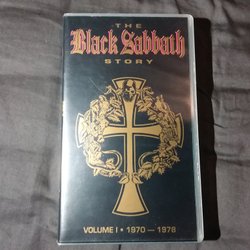 THE
Black Sabbath
STORY
VOLUME I • 1970 — 1978